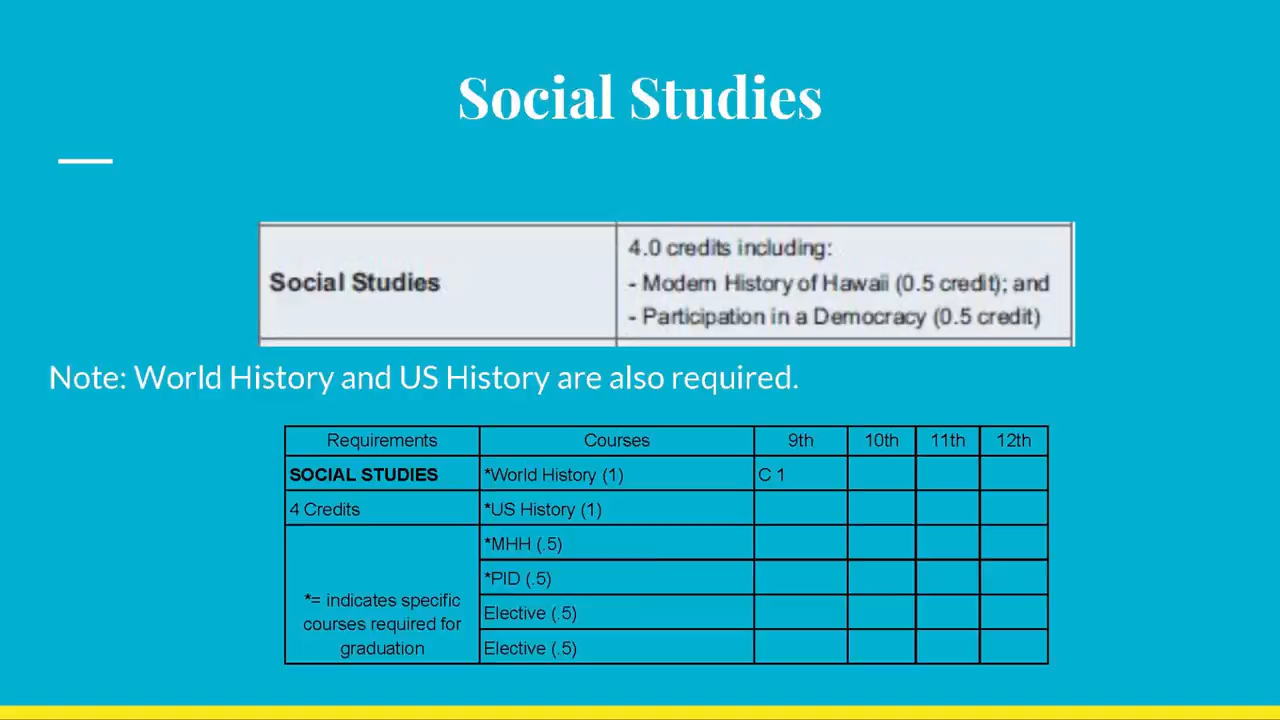 Social Studies
Social Studies
4.0 credits including:
- Modern History of Hawaii (0.5 credit); and
- Participation in a Democracy (0.5 credit)
Note: World History and US History are also required.
Requirements Courses 9th 10th 11th 12th
SOCIAL STUDIES *World History (1) C 1
4 Credits *US History (1)
*MHH (.5)
*PID (.5)
*= indicates specific
courses required for
graduation
Elective (.5)
Elective (.5)